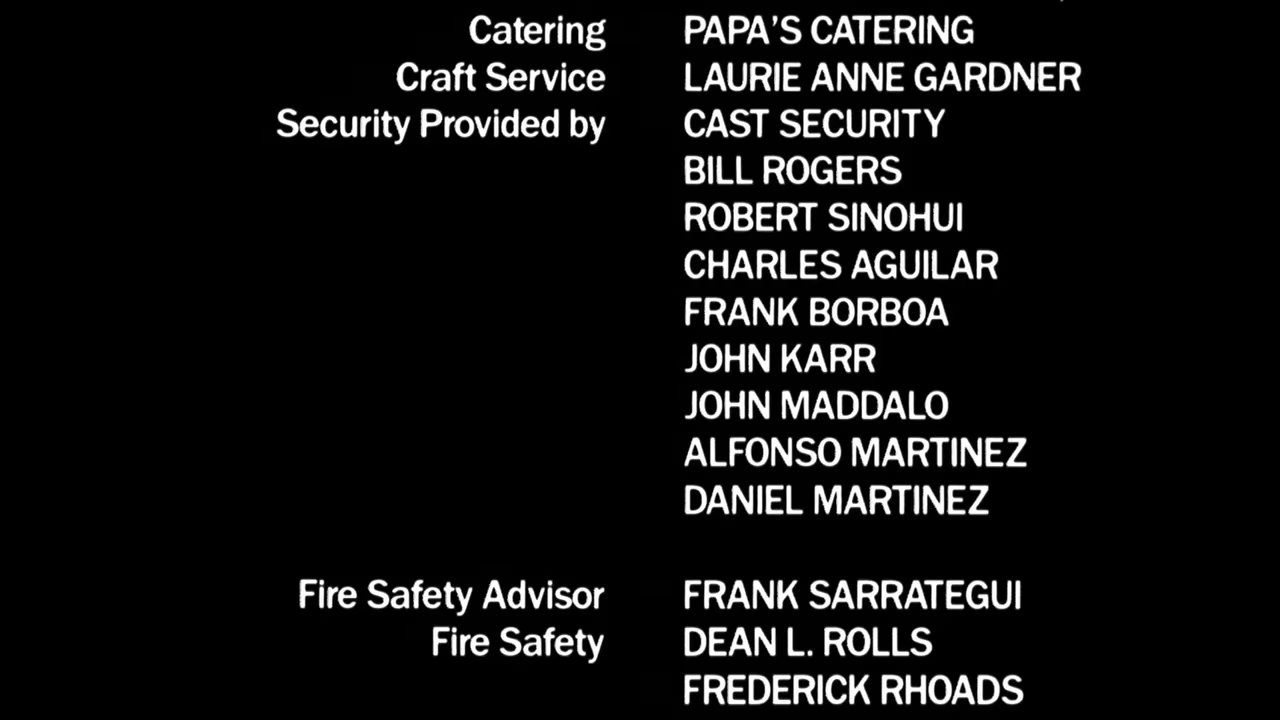 Catering PAPA'S CATERING
Craft Service LAURIE ANNE GARDNER
Security Provided by CAST SECURITY
BILL ROGERS
ROBERT SINOHUI
CHARLES AGUILAR
FRANK BORBOA
JOHN KARR
JOHN MADDALO
ALFONSO MARTINEZ
DANIEL MARTINEZ
Fire Safety Advisor FRANK SARRATEGUI
Fire Safety DEAN L. ROLLS
FREDERICK RHOADS